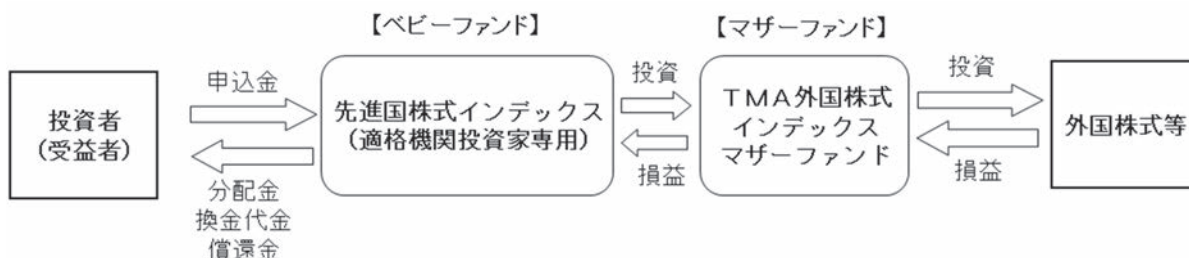 【ベビーファンド】
【マザーファンド】
投資者
(受益者)
申込金
分配金
換金代金
償還金
先進国株式インデックス
(適格機関投資家専用)
投資
損益
TMA外国株式
インデックス
マザーファンド
投資
損益
外国株式等